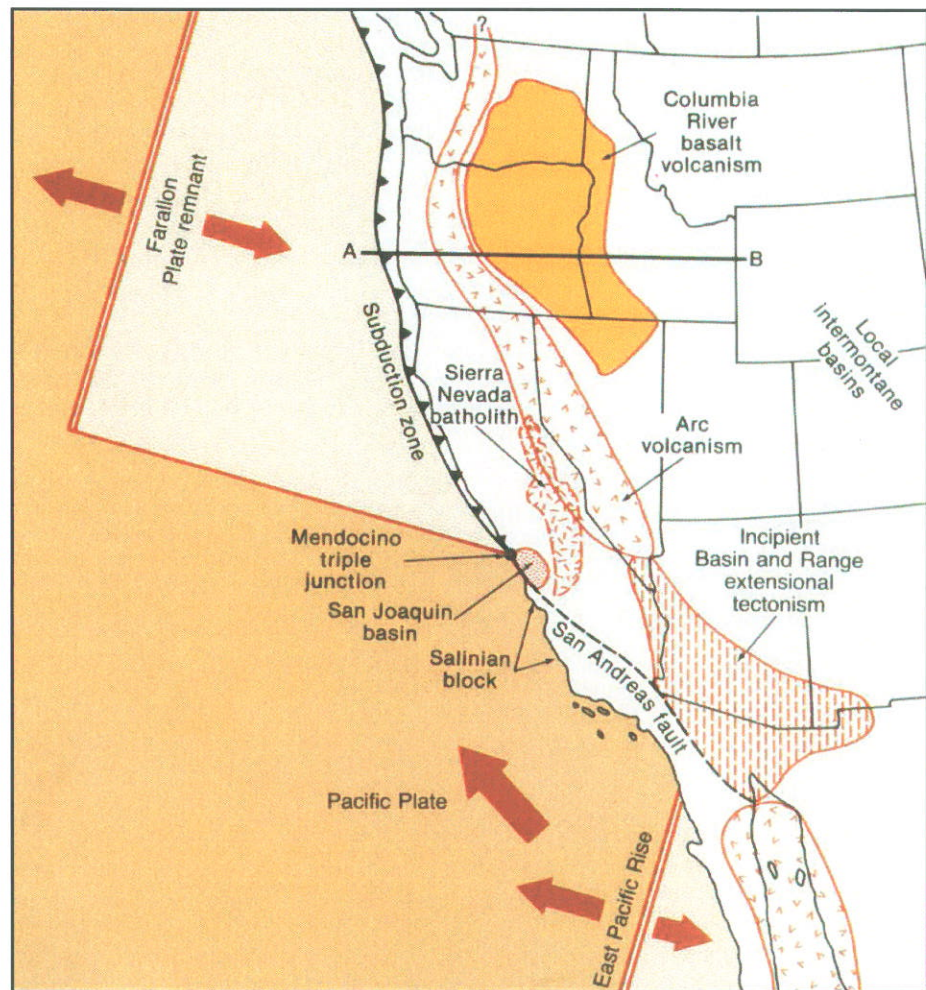 ?
Columbia
River
basalt
volcanism
Farallon
Plate remnant
A
B
Subduction zone
Local
intermontane
basins
Sierra
Nevada
batholith
Arc
volcanism
Mendocino
triple
junction
Incipient
Basin and Range
extensional
tectonism
San Joaquin
basin
Salinian
block
San Andreas fault
Pacific Plate
East Pacific Rise